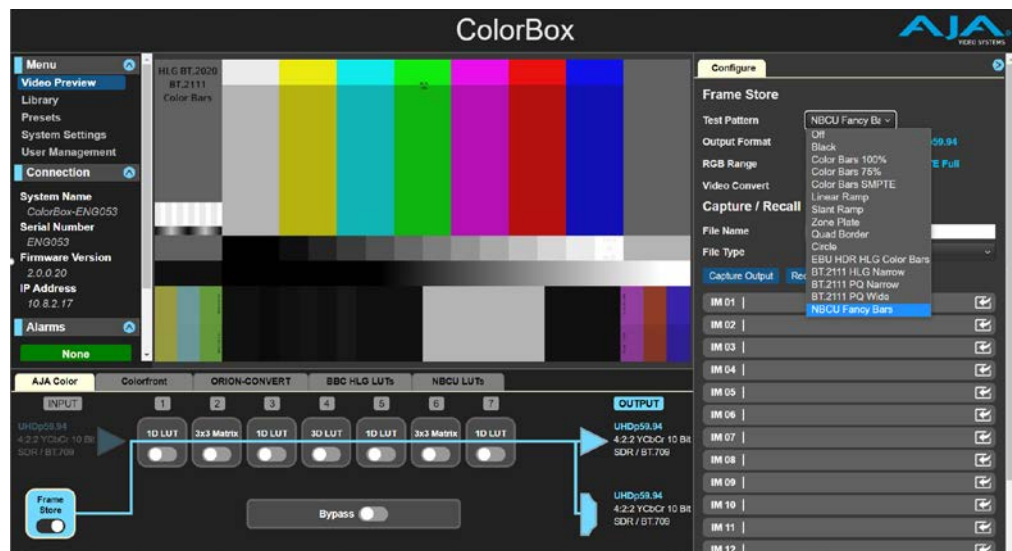 ColorBox
AJA
VIDEO SYSTEMS
Menu
Video Preview
Library
Presets
System Settings
User Management
Connection
System Name
ColorBox-ENG053
Serial Number
ENG053
Firmware Version
2.0.0.20
IP Address
10.8.2.17
Alarms
None
HLG BT.2020
BT.2111
Color Bars
Configure
Frame Store
Test Pattern
NBCU Fancy Ba
Output Format
59.94
RGB Range
E Full
Video Convert
Capture / Recall
File Name
File Type
Capture Output
Rec
Off
Black
Color Bars 100%
Color Bars 75%
Color Bars SMPTE
Linear Ramp
Slant Ramp
Zone Plate
Quad Border
Circle
EBU HDR HLG Color Bars
BT.2111 HLG Narrow
BT.2111 PQ Narrow
BT.2111 PQ Wide
NBCU Fancy Bars
IM 01 |
IM 02 |
IM 03 |
IM 04 |
IM 05 |
IM 06 |
IM 07 |
IM 08 |
IM 09 |
IM 10 |
IM 11 |
IM 12 |
AJA Color
Colorfront
ORION-CONVERT
BBC HLG LUTs
NBCU LUTs
INPUT
1 2 3 4 5 6 7
OUTPUT
UHDp59.94
4:2:2 YCbCr 10 Bit
SDR / BT.709
1D LUT
3x3 Matrix
1D LUT
3D LUT
1D LUT
3x3 Matrix
1D LUT
UHDp59.94
4:2:2 YCbCr 10 Bit
SDR / BT.709
Frame
Store
Bypass
UHDp59.94
4:2:2 YCbCr 10 Bit
SDR / BT.709